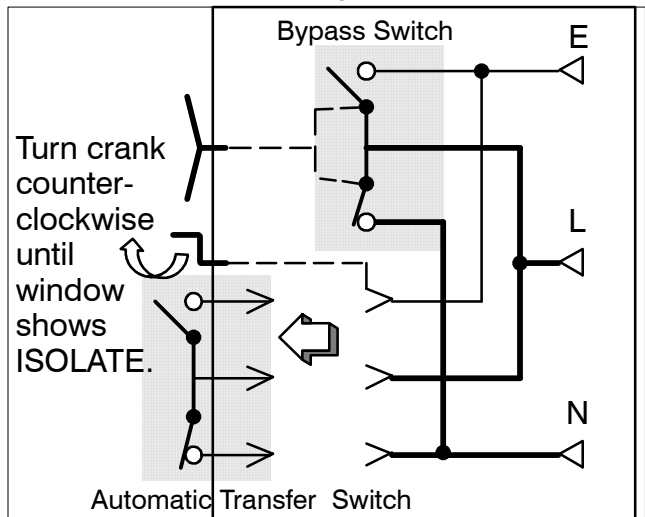 Bypass Switch
E
Turn crank
counter-
clockwise
until
window
shows
ISOLATE.
L
N
Automatic Transfer Switch